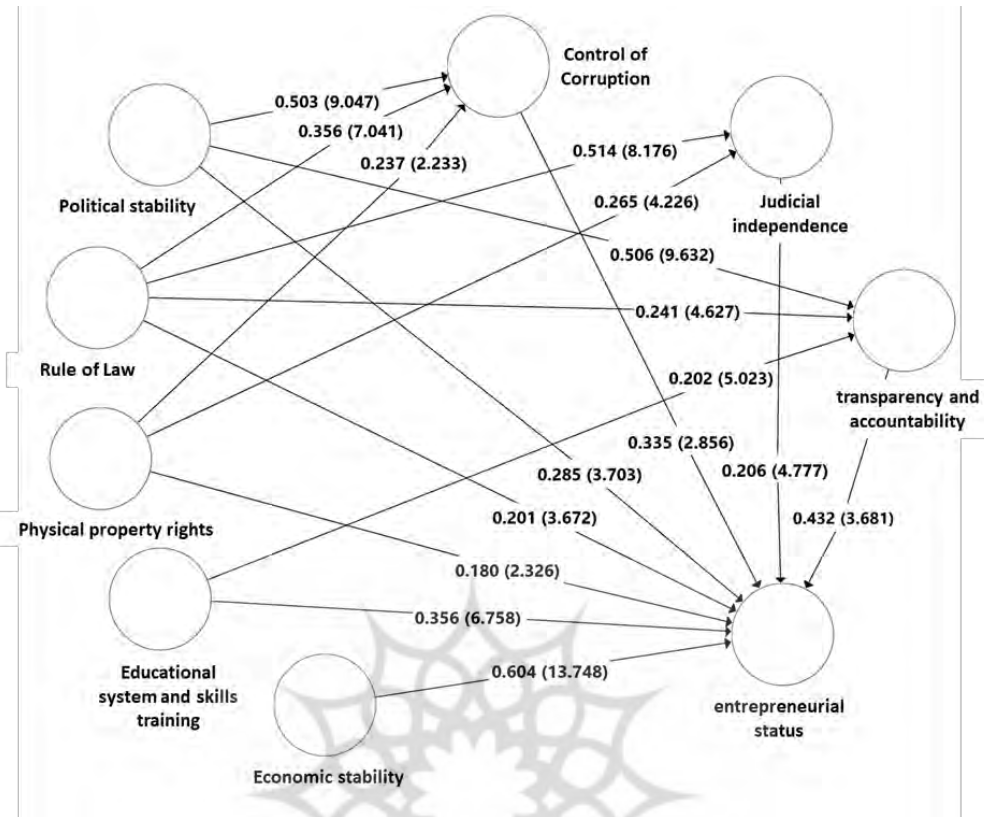 Control of
Corruption
0.503 (9.047)
0.356 (7.041)
0.237 (2.233)
0.514 (8.176)
Political stability
0.265 (4.226)
Judicial
independence
0.506 (9.632)
0.241 (4.627)
Rule of Law
0.202 (5.023)
transparency and
accountability
0.335 (2.856)
0.285 (3.703)
0.206 (4.777)
0.201 (3.672)
0.432 (3.681)
Physical property rights
0.180 (2.326)
0.356 (6.758)
0.604 (13.748)
Educational
system and skills
training
entrepreneurial
status
Economic stability